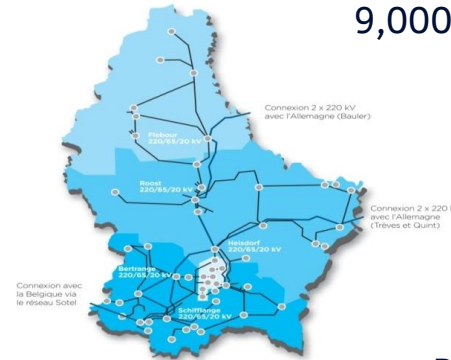 9,000
Connexion 2 x 220 kV
avec l'Allemagne (Bauler)
Flebour
220/65/20 kV
Roost
220/65/20 kV
Connexion 2 x 220
avec l'Allemagne
(Trèves et Quint)
Heisdorf
220/65/20 kV
Bertrange
220/65/20 kV
Connexion avec
la Belgique via
le réseau Sotel
Schifflange
220/65/20 kV